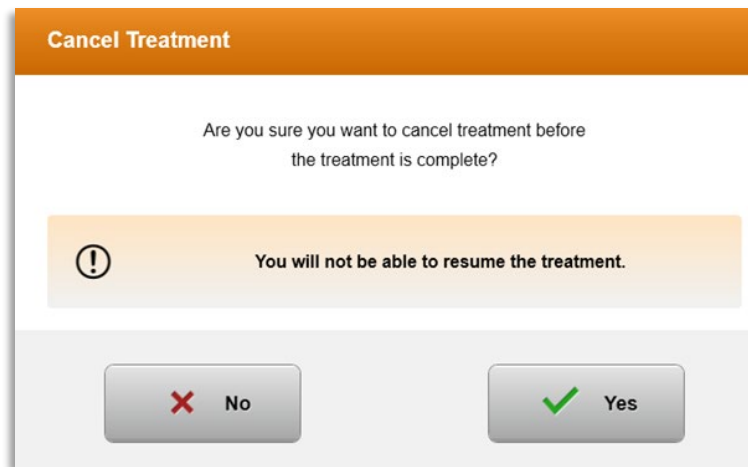 Cancel Treatment
Are you sure you want to cancel treatment before
the treatment is complete?
You will not be able to resume the treatment.
No
Yes